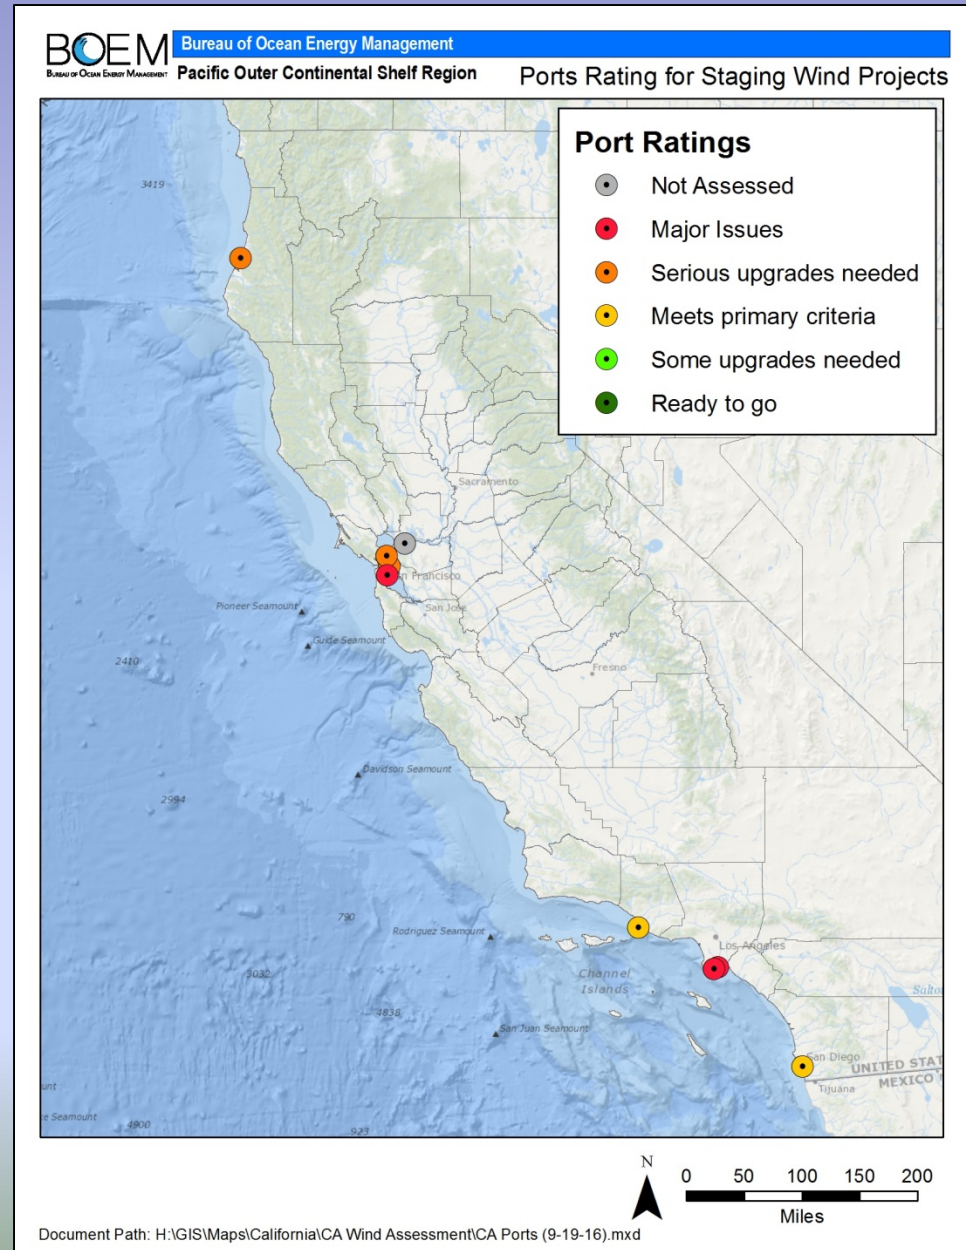 BOEM
BUREAU OF OCEAN ENERGY MANAGEMENT
Bureau of Ocean Energy Management
Pacific Outer Continental Shelf Region
Ports Rating for Staging Wind Projects
Port Ratings
Not Assessed
Major Issues
Serious upgrades needed
Meets primary criteria
Some upgrades needed
Ready to go
3419
Sacramento
n Francisco
San Jose
Pioneer Seamount
Guide Seamount
2410
Fresno
Davidson Seamount
2994
790
Rodriguez Seamount
Los Angeles
Channel
Islands
3032
4838
San Juan Seamount
Salto
San Diego
UNITED STAT
MEXICO
Tijuana
unt
e Seamount
4900
923
N
0 50 100 150 200
Miles
Document Path: H:\GIS\Maps\California\CA Wind Assessment\CA Ports (9-19-16).mxd